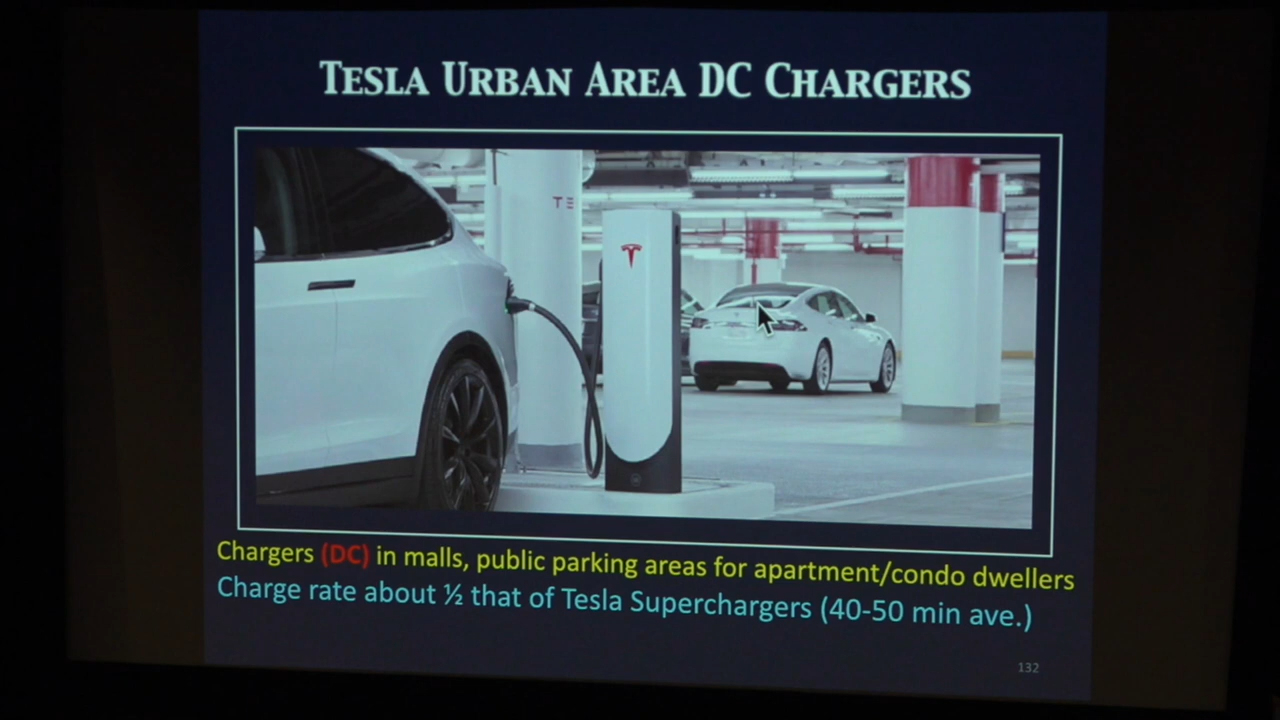 TESLA URBAN AREA DC CHARGERS
TE
Chargers (DC) in malls, public parking areas for apartment/condo dwellers
Charge rate about ½ that of Tesla Superchargers (40-50 min ave.)
132